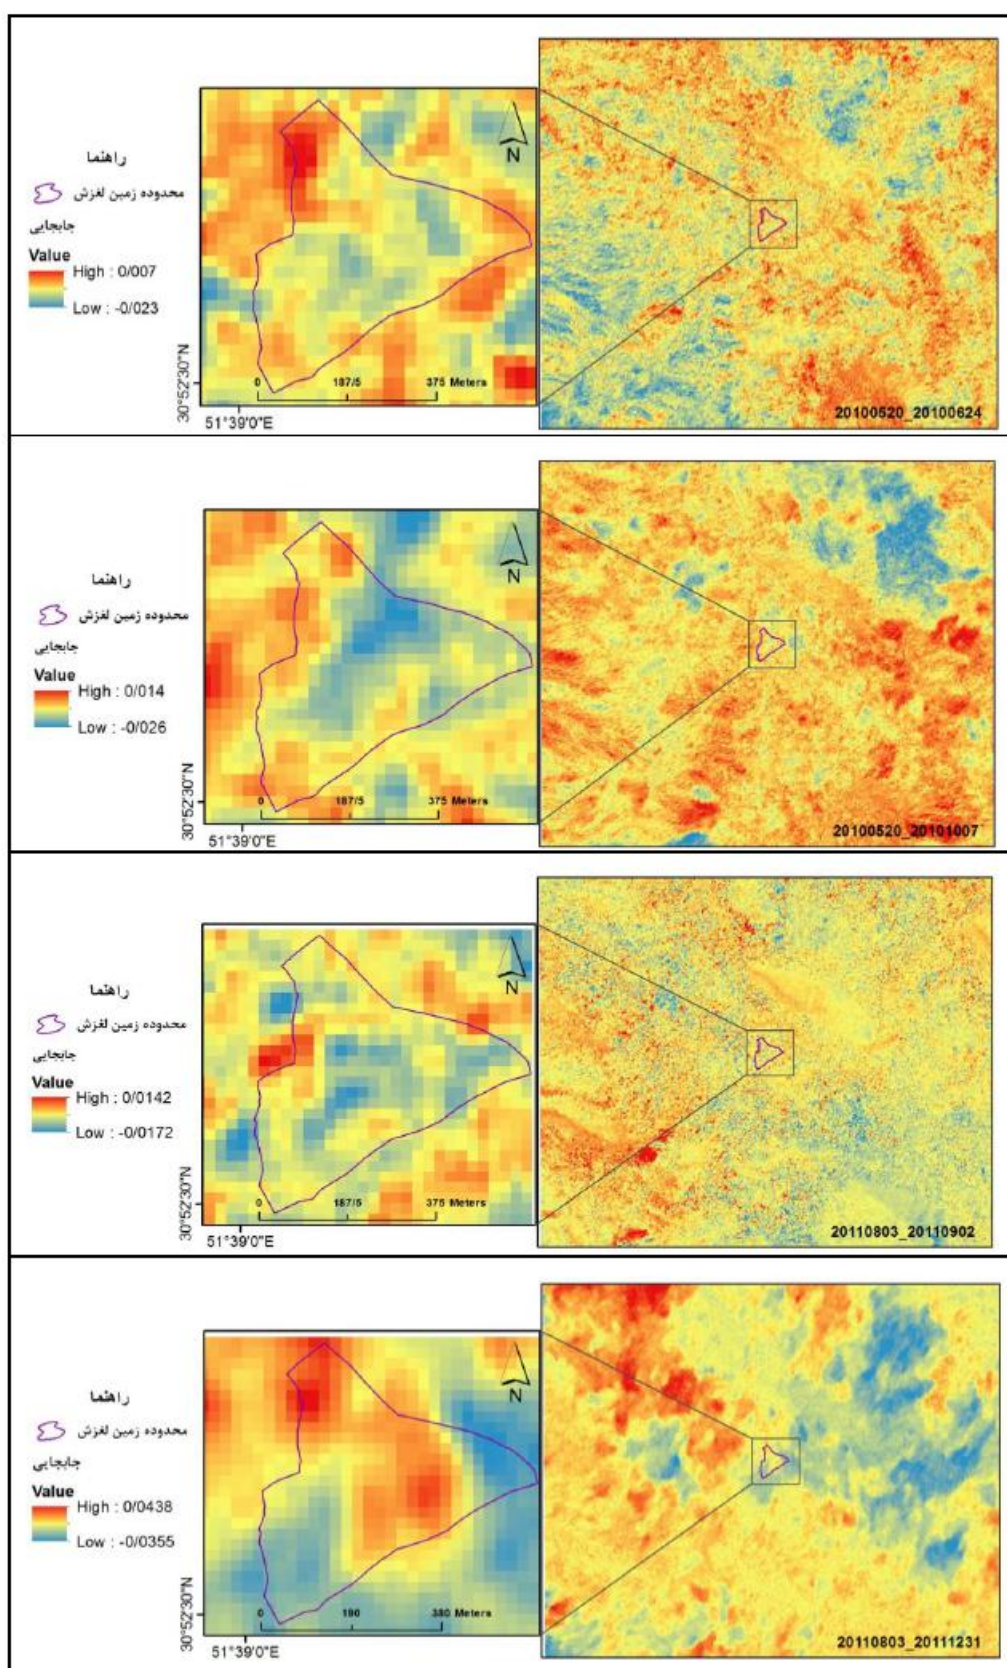 راهنما
محدوده زمین لغزش
جابجایی
Value
High : 0/007
Low : -0/023
N
30°52'30"N
0 187/5 375 Meters
51°39'0"E
20100520_20100624
راهنما
محدوده زمین لغزش
جابجایی
Value
High : 0/014
Low : -0/026
N
30°52'30"N
0 187/5 375 Meters
51°39'0"E
20100520_20101007
راهنما
محدوده زمین لغزش
جابجایی
Value
High : 0/0142
Low : -0/0172
N
30°52'30"N
0 187/5 375 Meters
51°39'0"E
20110803_20110902
راهنما
محدوده زمین لغزش
جابجایی
Value
High : 0/0438
Low : -0/0355
N
30°52'30"N
0 190 380 Meters
51°39'0"E
20110803_20111231